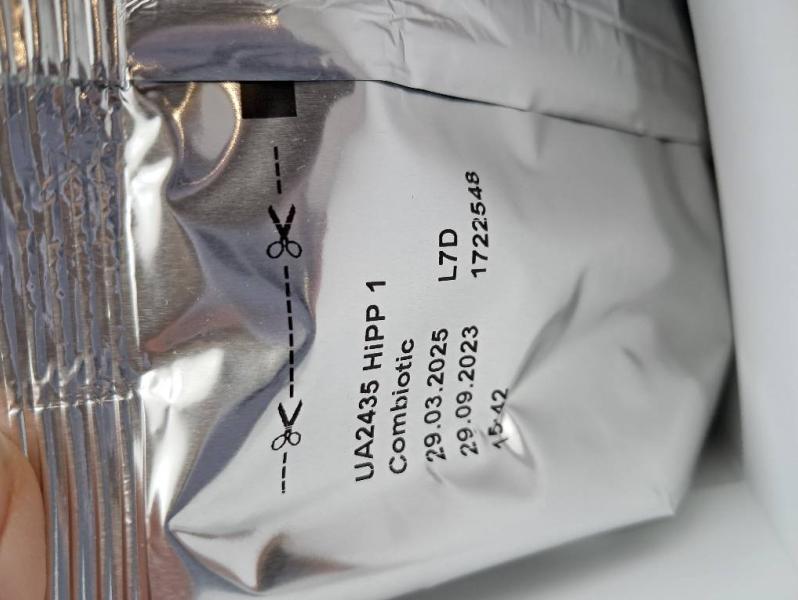 UA2435 HiPP 1
Combiotic
29.03.2025 L7D
29.09.2023 1722548
15:42